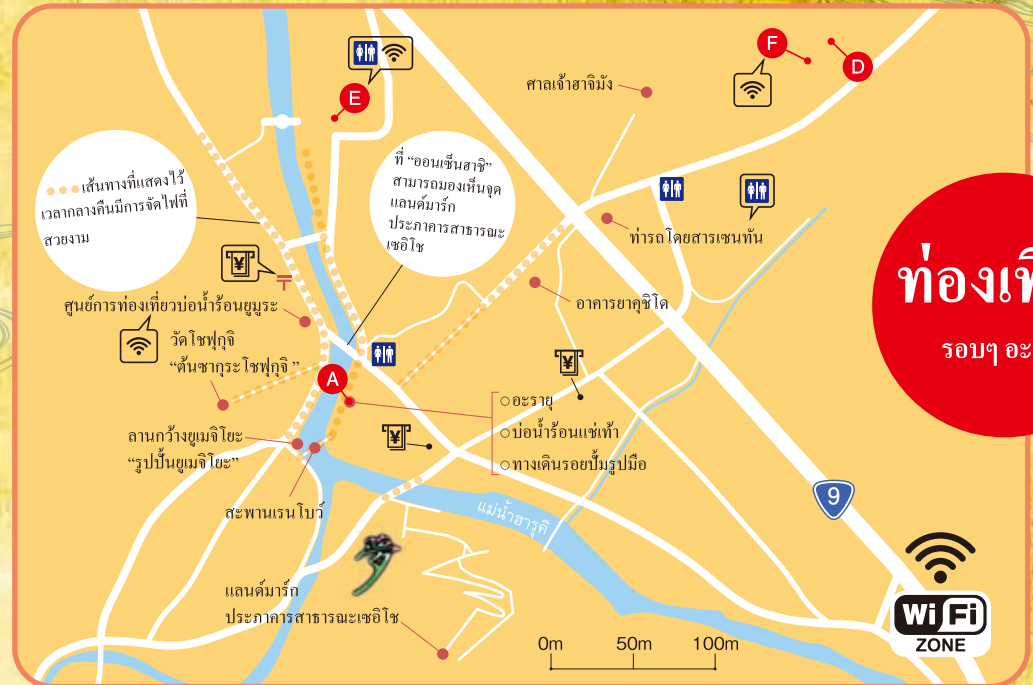 E
F
D
ศาลเจ้าฮาจิมัง
เส้นทางที่แสดงไว้
เวลากลางคืนมีการจัดไฟที่
สวยงาม
ที่ “ออนเซ็นฮาชิ”
สามารถมองเห็นจุด
แลนด์มาร์ก
ประภาคารสาธารณะ
เซอิโช
ท่ารถโดยสารเซนทัน
อาคารยาคุชิโด
ท่องเที
รอบๆ อะ
¥
〒
ศูนย์การท่องเที่ยวบ่อน้ำร้อนยูมูระ
วัดโชฟุกุจิ
“ต้นซากุระโชฟุกุจิ ”
A
¥
¥
○อะรายุ
○บ่อน้ำร้อนแช่เท้า
○ทางเดินรอยปั้มรูปมือ
ลานกว้างยูเมจิโยะ
“รูปปั้นยูเมจิโยะ”
สะพานเรนโบว์
แม่น้ำฮารุคิ
9
แลนด์มาร์ก
ประภาคารสาธารณะเซอิโช
0m 50m 100m
Wi Fi
ZONE